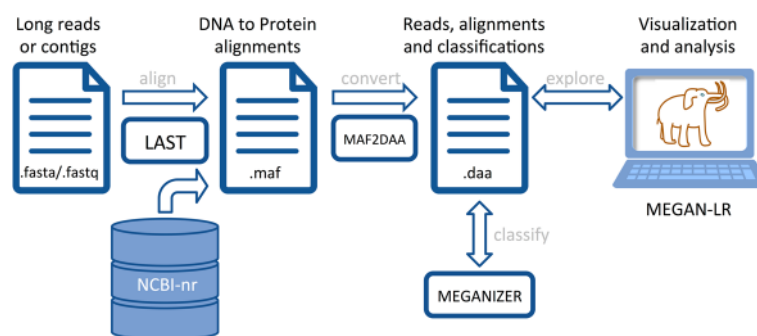 Long reads
or contigs
DNA to Protein
alignments
Reads, alignments
and classifications
Visualization
and analysis
align
convert
explore
LAST
MAF2DAA
.fasta/.fastq
.maf
.daa
MEGAN-LR
classify
NCBI-nr
MEGANIZER